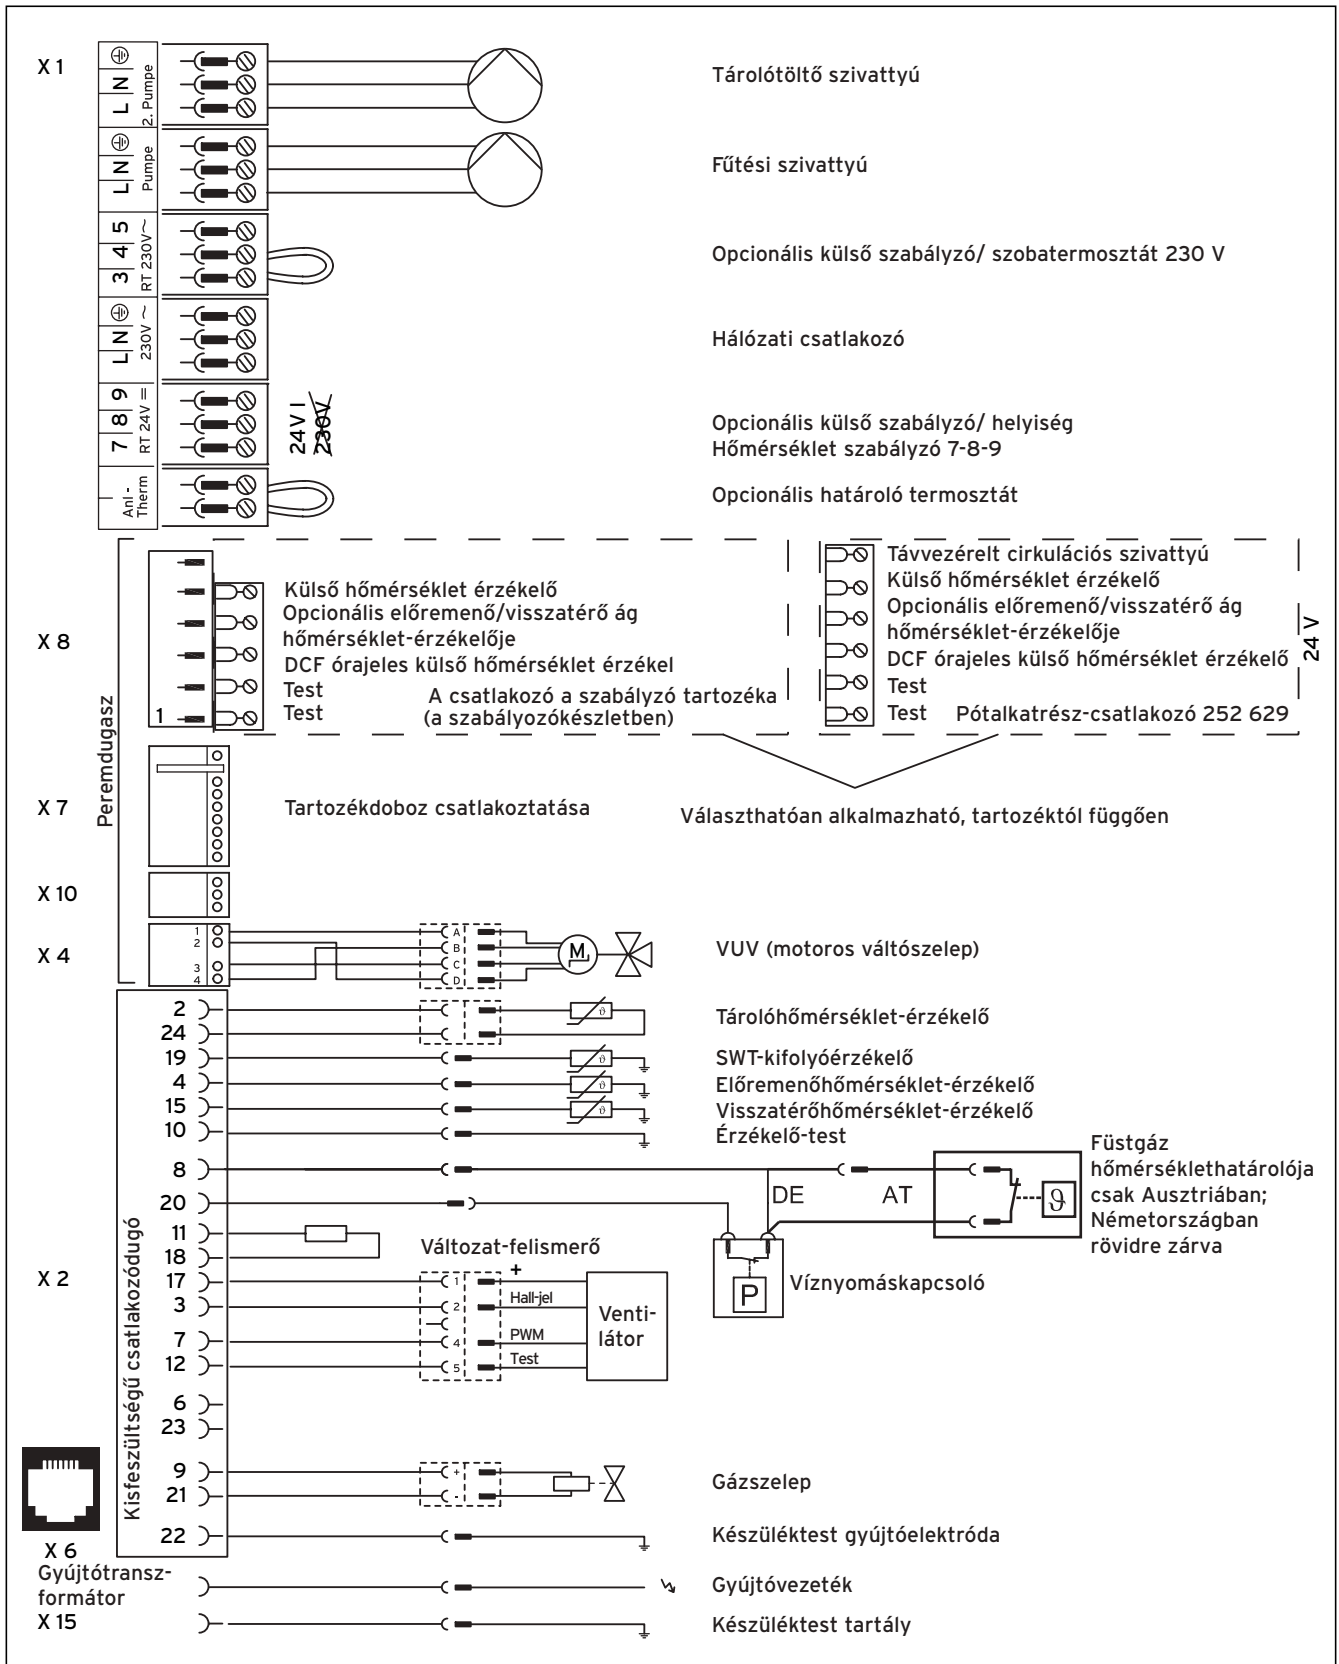 X 1
L N
2. Pumpe
Tárolótöltő szivattyú
L N
Pumpe
Fűtési szivattyú
3 4 5
RT 230V~
Opcionális külső szabályzó/ szobatermosztát 230 V
L N
230V ~
Hálózati csatlakozó
7 8 9
RT 24V =
24V !
230V
Opcionális külső szabályzó/ helyiség
Hőmérséklet szabályzó 7-8-9
Anl -
Therm
Opcionális határoló termosztát
X 8
Peremdugasz
1
Külső hőmérséklet érzékelő
Opcionális előremenő/visszatérő ág
hőmérséklet-érzékelője
DCF órajeles külső hőmérséklet érzékel
Test
Test
A csatlakozó a szabályzó tartozéka
(a szabályozókészletben)
Távvezérelt cirkulációs szivattyú
Külső hőmérséklet érzékelő
Opcionális előremenő/visszatérő ág
hőmérséklet-érzékelője
DCF órajeles külső hőmérséklet érzékelő
Test
Test
Pótalkatrész-csatlakozó 252 629
24 V
X 7
Tartozékdoboz csatlakoztatása
Választhatóan alkalmazható, tartozéktól függően
X 10
X 4
1
2
3
4
A
B
C
D
M
VUV (motoros váltószelep)
X 2
Kisfeszültségű csatlakozódugó
2
24
ϑ
Tárolóhőmérséklet-érzékelő
19
ϑ
SWT-kifolyóérzékelő
4
ϑ
Előremenőhőmérséklet-érzékelő
15
ϑ
Visszatérőhőmérséklet-érzékelő
10
Érzékelő-test
8
20
DE
AT
ϑ
Füstgáz
hőmérséklethatárolója
csak Ausztriában;
Németországban
rövidre zárva
P
Víznyomáskapcsoló
11
18
Változat-felismerő
17
1
+
3
2
Hall-jel
7
4
PWM
12
5
Test
Venti-
látor
6
23
9
21
+
-
Gázszelep
22
Készüléktest gyújtóelektróda
X 6
Gyújtótransz-
formátor
Gyújtóvezeték
X 15
Készüléktest tartály